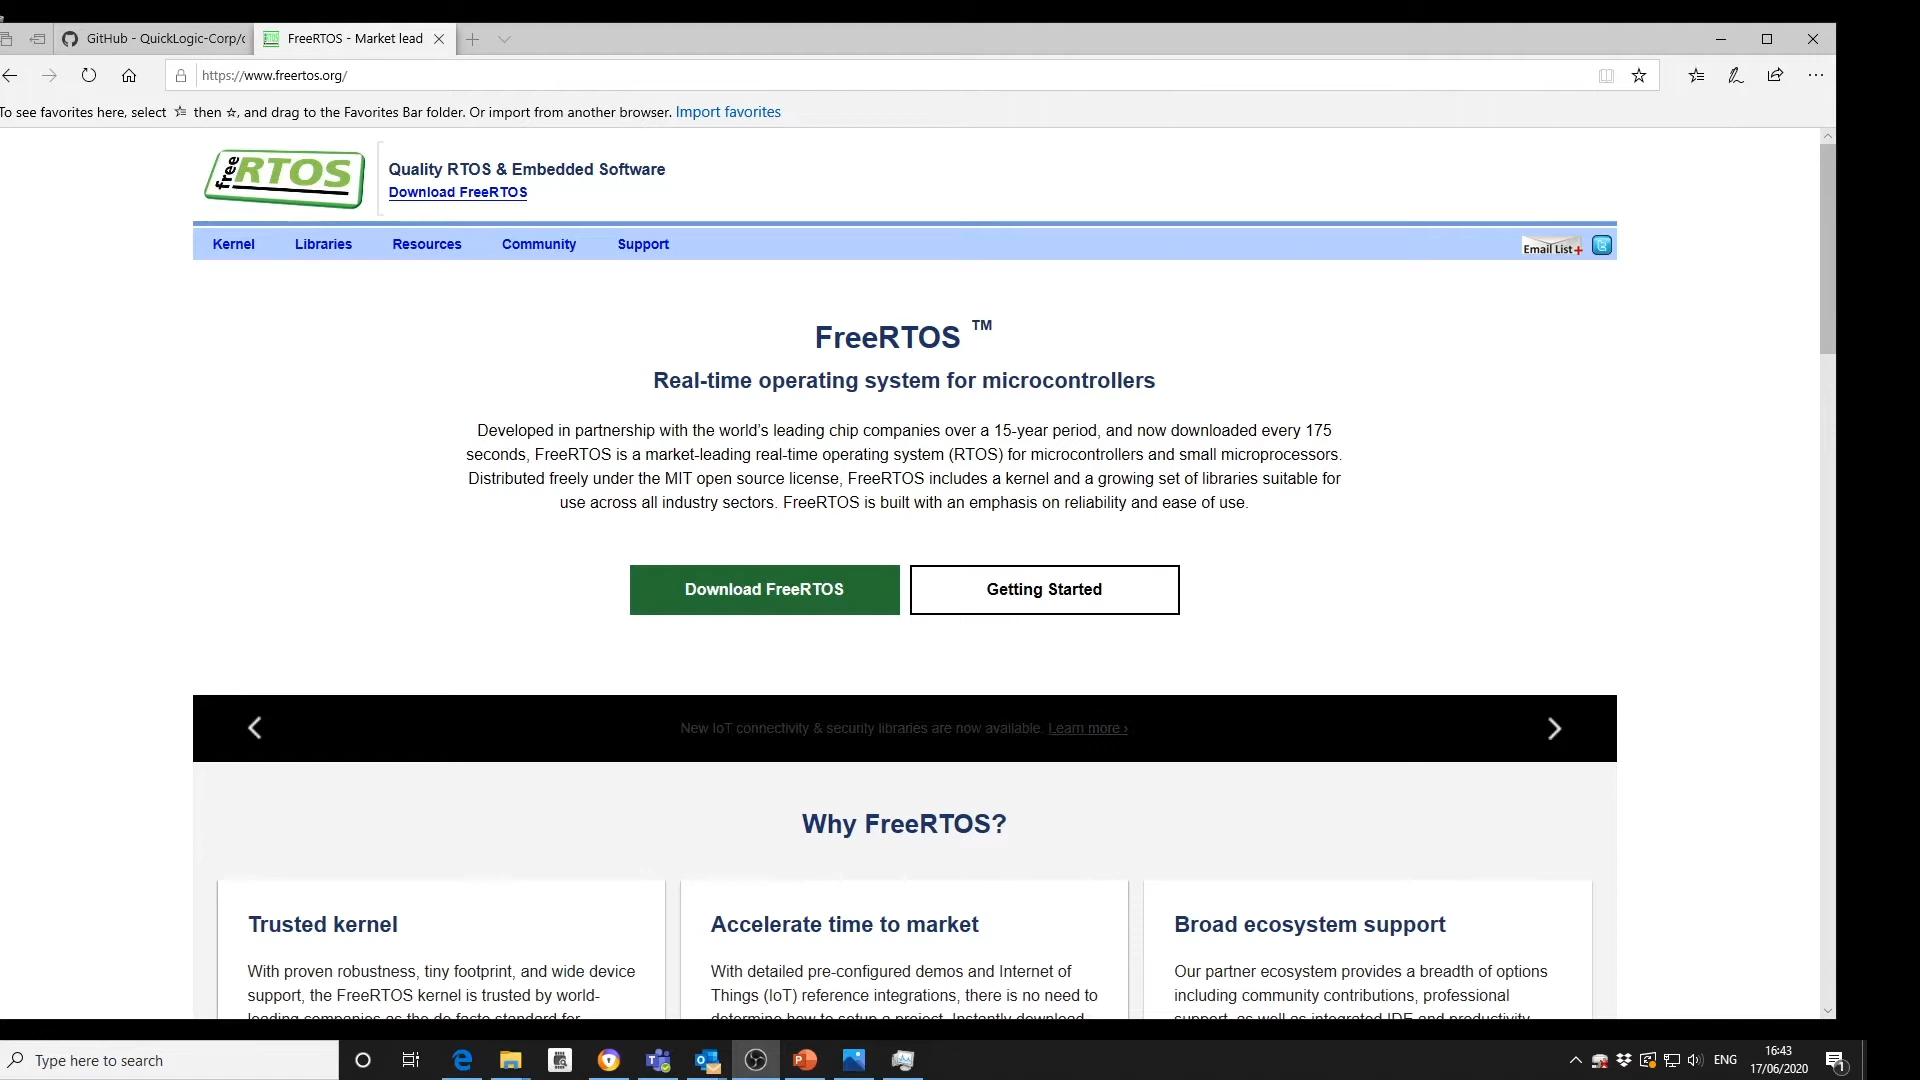 GitHub - QuickLogic-Corp/
FreeRTOS - Market lead
https://www.freertos.org/
To see favorites here, select then ☆, and drag to the Favorites Bar folder. Or import from another browser. Import favorites
free RTOS
Quality RTOS & Embedded Software
Download FreeRTOS
Kernel Libraries Resources Community Support
Email List+
FreeRTOS ™
Real-time operating system for microcontrollers
Developed in partnership with the world’s leading chip companies over a 15-year period, and now downloaded every 175
seconds, FreeRTOS is a market-leading real-time operating system (RTOS) for microcontrollers and small microprocessors.
Distributed freely under the MIT open source license, FreeRTOS includes a kernel and a growing set of libraries suitable for
use across all industry sectors. FreeRTOS is built with an emphasis on reliability and ease of use.
Download FreeRTOS Getting Started
New IoT connectivity & security libraries are now available. Learn more ›
Why FreeRTOS?
Trusted kernel
With proven robustness, tiny footprint, and wide device
support, the FreeRTOS kernel is trusted by world-
leading companies as the de facto standard for
Accelerate time to market
With detailed pre-configured demos and Internet of
Things (IoT) reference integrations, there is no need to
determine how to setup a project. Instantly download,
Broad ecosystem support
Our partner ecosystem provides a breadth of options
including community contributions, professional
support, as well as integrated IDE and productivity
Type here to search
ENG
16:43
17/06/2020
1